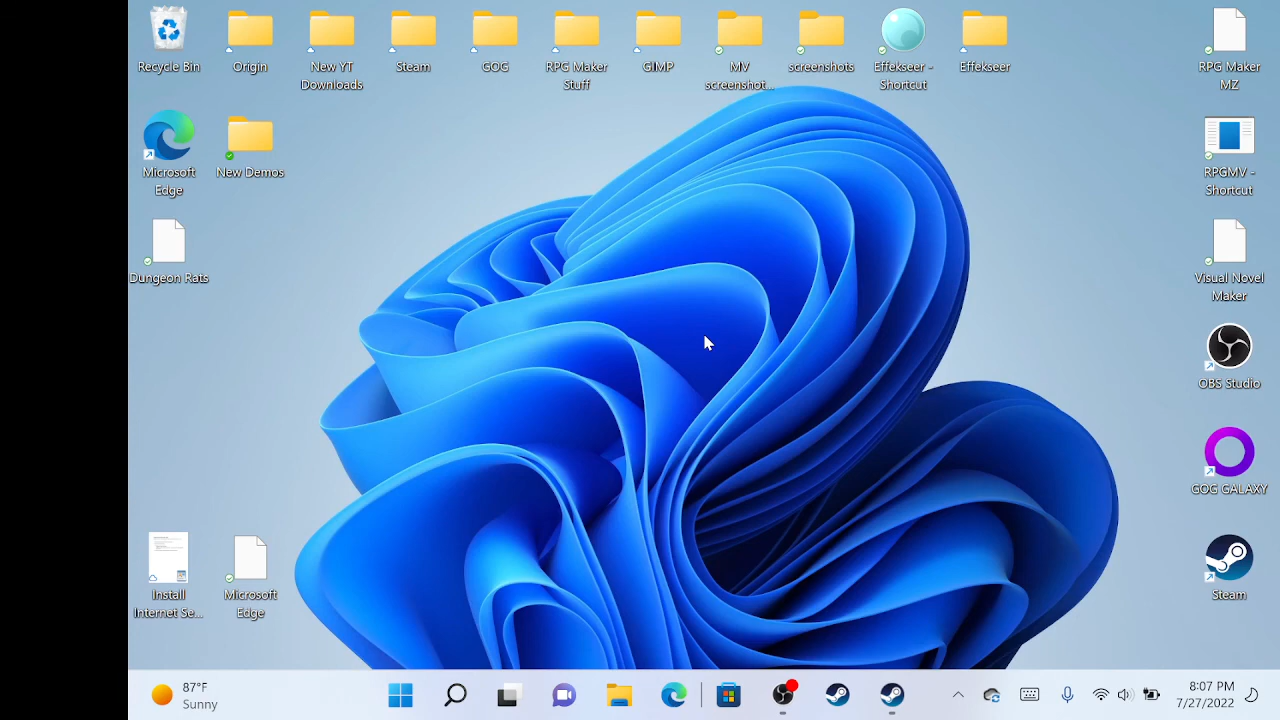 Recycle Bin
Origin
New YT
Downloads
Steam
GOG
RPG Maker
Stuff
GIMP
MV
screenshot...
screenshots
Effekseer -
Shortcut
Effekseer
RPG Maker
MZ
Microsoft
Edge
New Demos
RPGMV -
Shortcut
Dungeon Rats
Visual Novel
Maker
OBS Studio
GOG GALAXY
Install
Internet Se...
Microsoft
Edge
Steam
87°F
Sunny
8:07 PM
7/27/2022